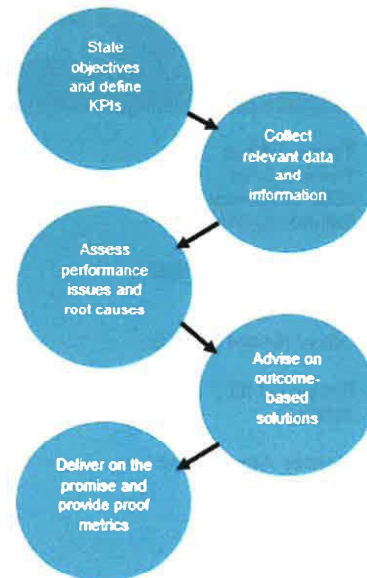 State
objectives
and define
KPIs
Collect
relevant data
and
information
Assess
performance
issues and
root causes
Advise on
outcome-
based
solutions
Deliver on the
promise and
provide proof
metrics